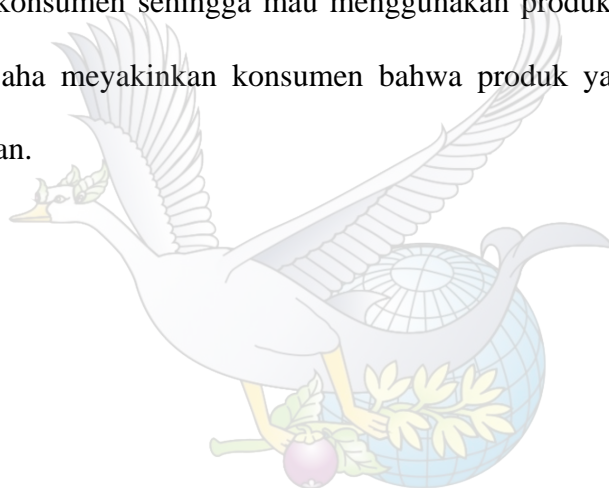 konsumen sehingga mau menggunakan produk
aha meyakinkan konsumen bahwa produk ya
an.